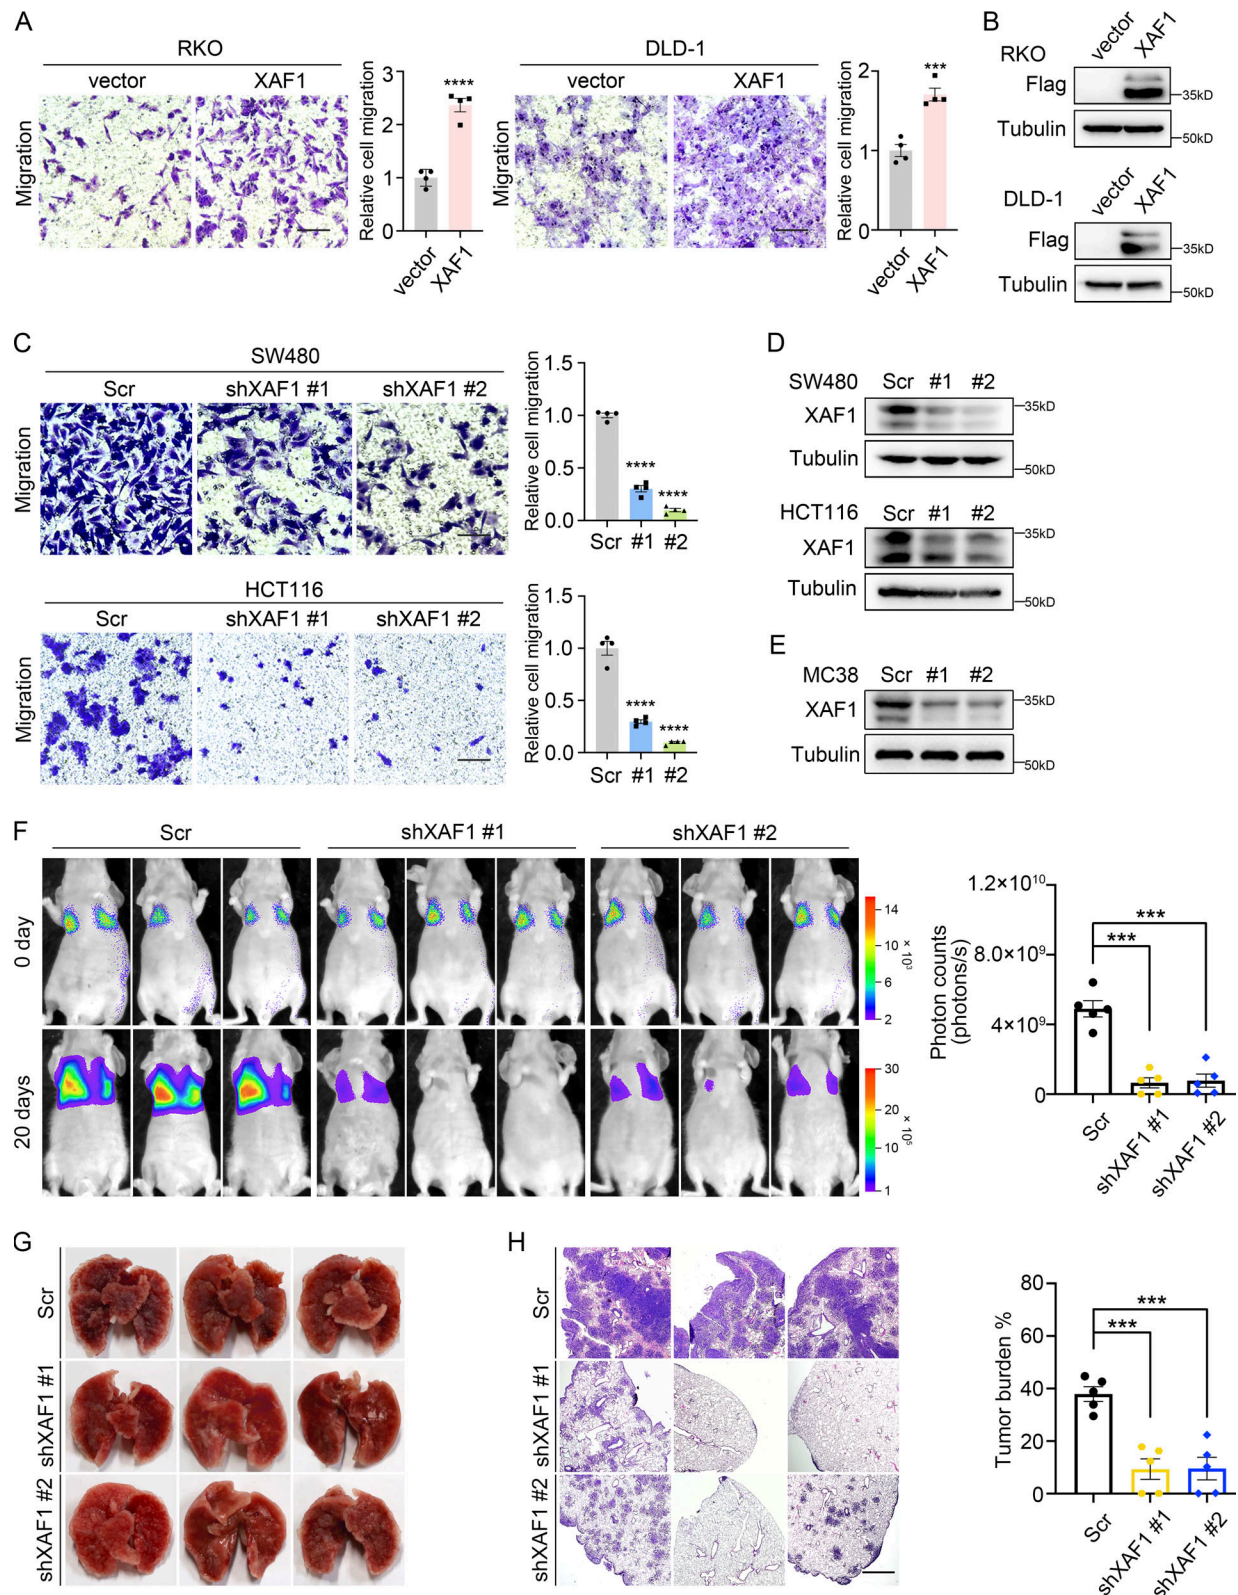 A
RKO
vector XAF1
Migration
Relative cell migration
3
2
1
0
****
vector XAF1
DLD-1
vector XAF1
Migration
Relative cell migration
2
1
0
***
vector XAF1
B
RKO vector XAF1
Flag
35kD
Tubulin
50kD
DLD-1 vector XAF1
Flag
35kD
Tubulin
50kD
C
SW480
Scr shXAF1 #1 shXAF1 #2
Migration
Relative cell migration
1.5
1.0
0.5
0.0
****
****
Scr #1 #2
HCT116
Scr shXAF1 #1 shXAF1 #2
Migration
Relative cell migration
1.5
1.0
0.5
0.0
****
****
Scr #1 #2
D
SW480 Scr #1 #2
XAF1
35kD
Tubulin
50kD
HCT116 Scr #1 #2
XAF1
35kD
Tubulin
50kD
E
MC38 Scr #1 #2
XAF1
35kD
Tubulin
50kD
F
Scr shXAF1 #1 shXAF1 #2
0 day
14
10
6
2
× 10³
20 days
30
20
10
1
× 10⁵
Photon counts
(photons/s)
1.2×10¹⁰
8.0×10⁹
4×10⁹
0
***
***
Scr
shXAF1 #1
shXAF1 #2
G
Scr
shXAF1 #1
shXAF1 #2
H
Scr
shXAF1 #1
shXAF1 #2
Tumor burden %
80
60
40
20
0
***
***
Scr
shXAF1 #1
shXAF1 #2